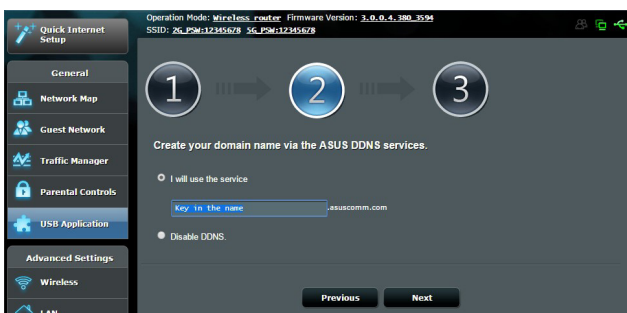 Operation Mode: Wireless router Firmware Version: 3.0.0.4.380_3594
SSID: 2G_PSW:12345678 5G_PSW:12345678
Quick Internet
Setup
General
Network Map
Guest Network
Traffic Manager
Parental Controls
USB Application
Advanced Settings
Wireless
LAN
1
2
3
Create your domain name via the ASUS DDNS services.
I will use the service
Key in the name .asuscomm.com
Disable DDNS.
Previous Next